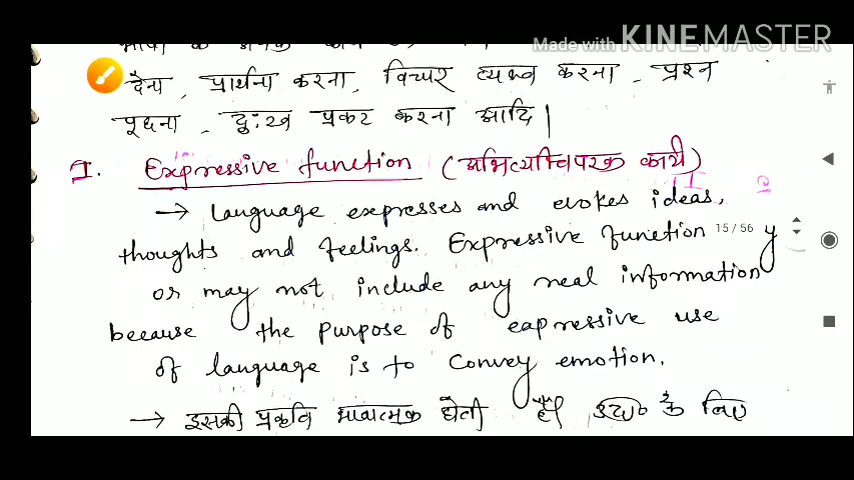 Made with KINEMASTER
देना, प्रार्थना करना, विचार व्यक्त करना, प्रश्न
पूछना, दुःख प्रकट करना आदि|
I. Expressive function (अभिव्यक्तिपरक कार्य)
→ Language expresses and evokes ideas,
thoughts and feelings. Expressive function 15/56 y
or may not include any real information
because the purpose of expressive use
of language is to convey emotion.
→ इसकी प्रकृति भावात्मक होती है। उदा० के लिए